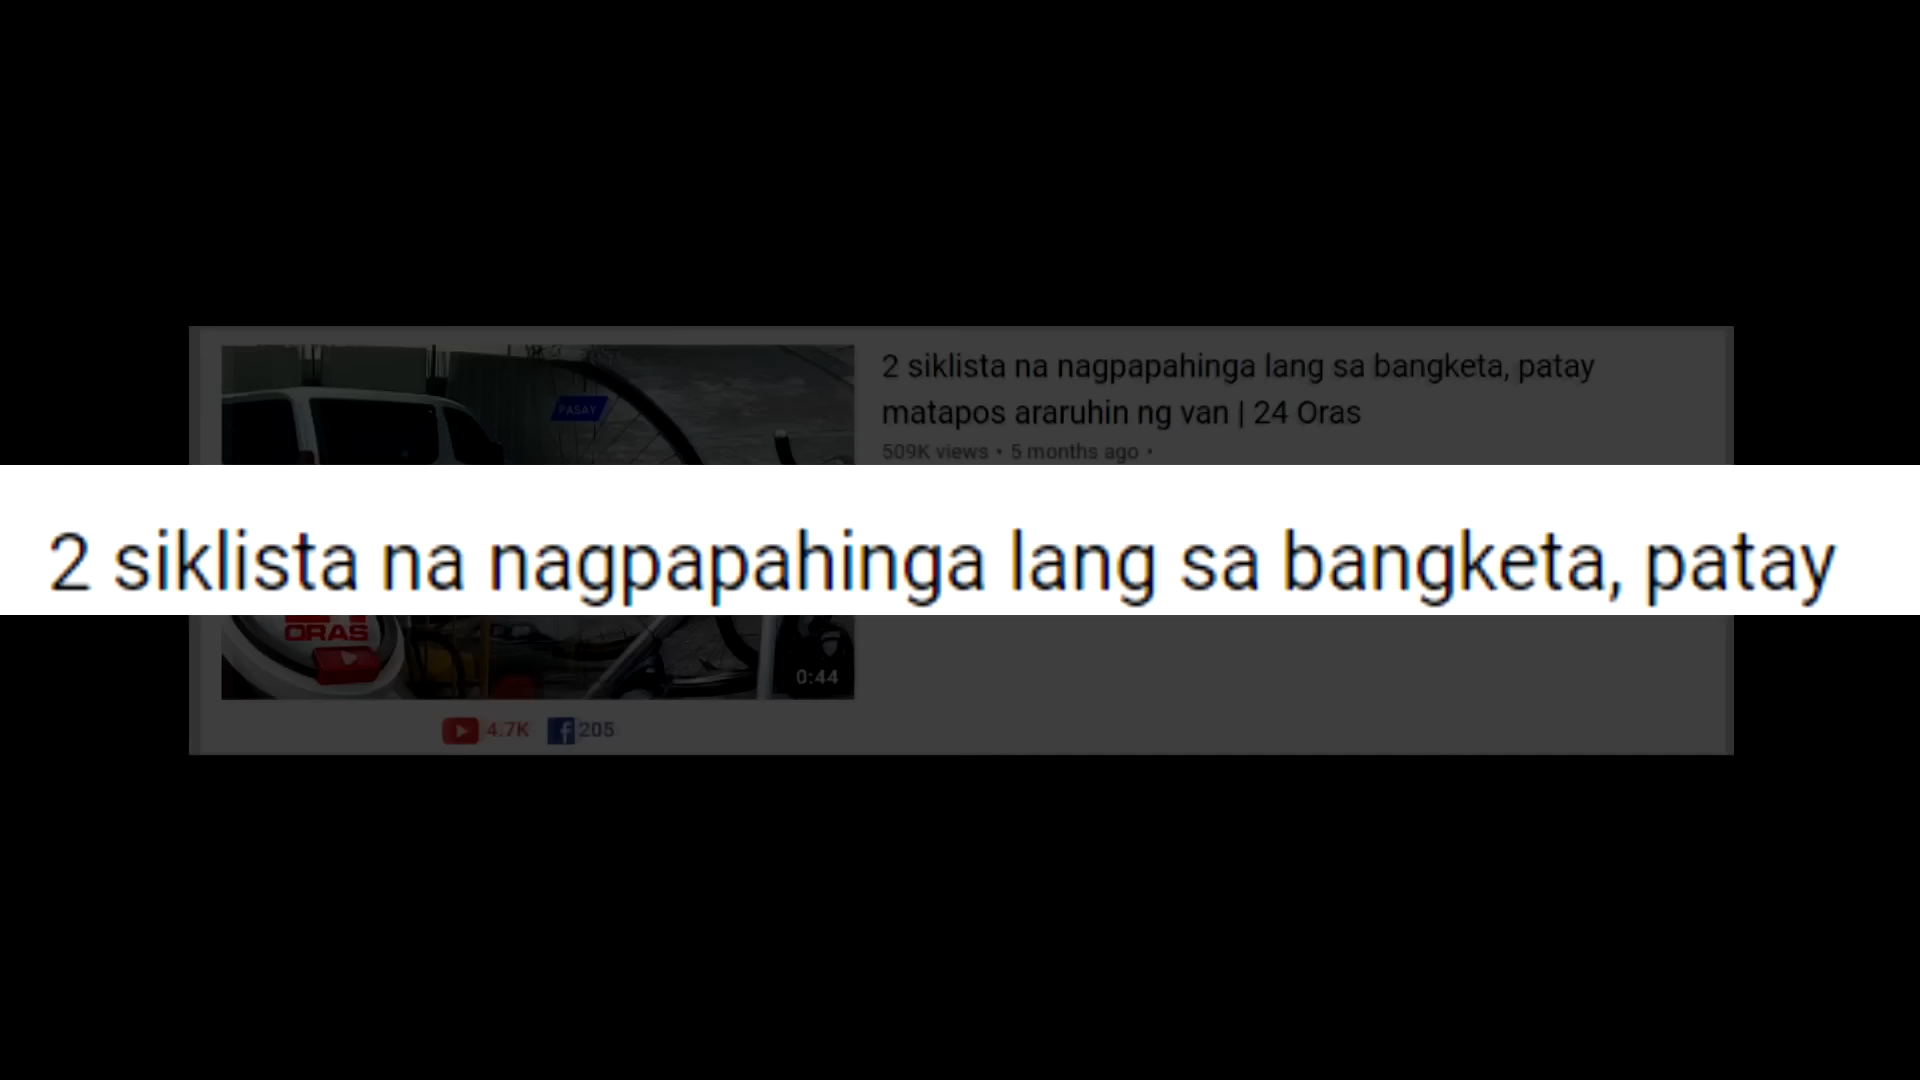 2 siklista na nagpapahinga lang sa bangketa, patay
matapos araruhin ng van | 24 Oras
509K views • 5 months ago •
PASAY
2 siklista na nagpapahinga lang sa bangketa, patay
ORAS
0:44
4.7K
205